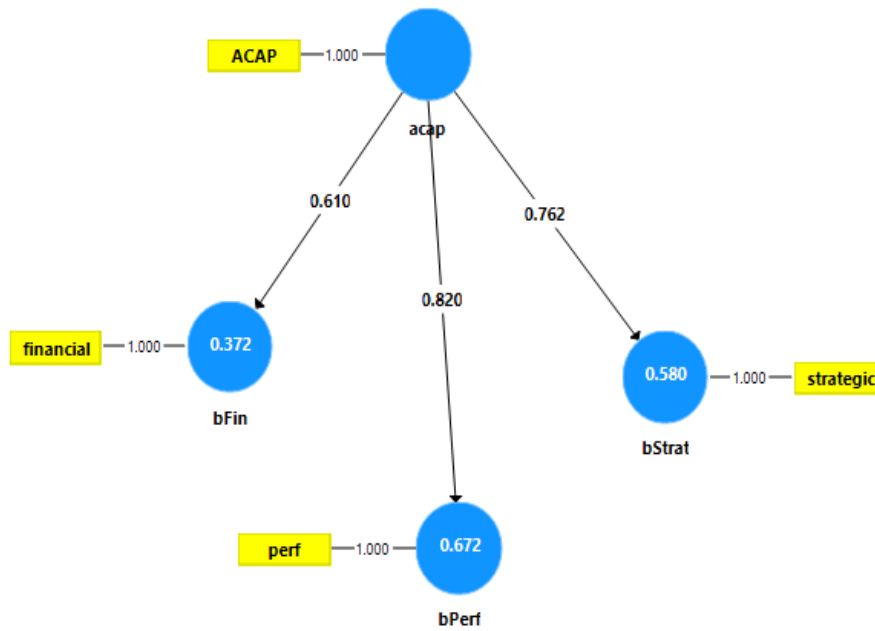 ACAP
1.000
acap
0.610
0.762
0.820
financial
1.000
0.372
bFin
0.580
1.000
strategic
bStrat
perf
1.000
0.672
bPerf